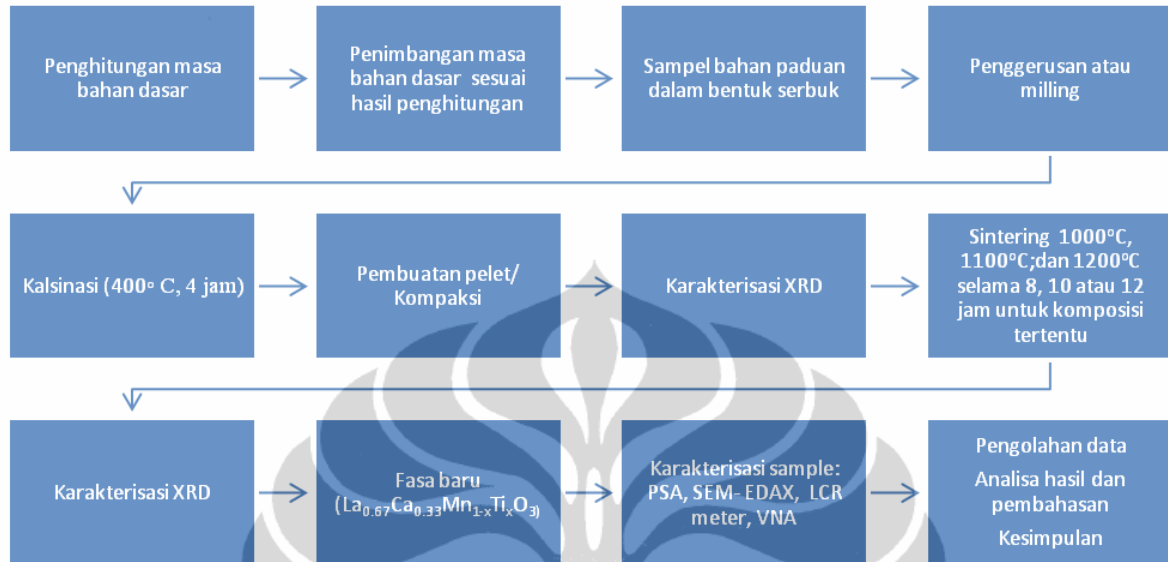 Penghitungan masa
bahan dasar
Penimbangan masa
bahan dasar sesuai
hasil penghitungan
Sampel bahan paduan
dalam bentuk serbuk
Penggerusan atau
milling
Kalsinasi (400° C, 4 jam)
Pembuatan pelet/
Kompaksi
Karakterisasi XRD
Sintering 1000°C,
1100°C;dan 1200°C
selama 8, 10 atau 12
jam untuk komposisi
tertentu
Karakterisasi XRD
Fasa baru
(La₀.₆₇Ca₀.₃₃Mn₁₋ₓTiₓO₃)
Karakterisasi sample:
PSA, SEM- EDAX, LCR
meter, VNA
Pengolahan data
Analisa hasil dan
pembahasan
Kesimpulan